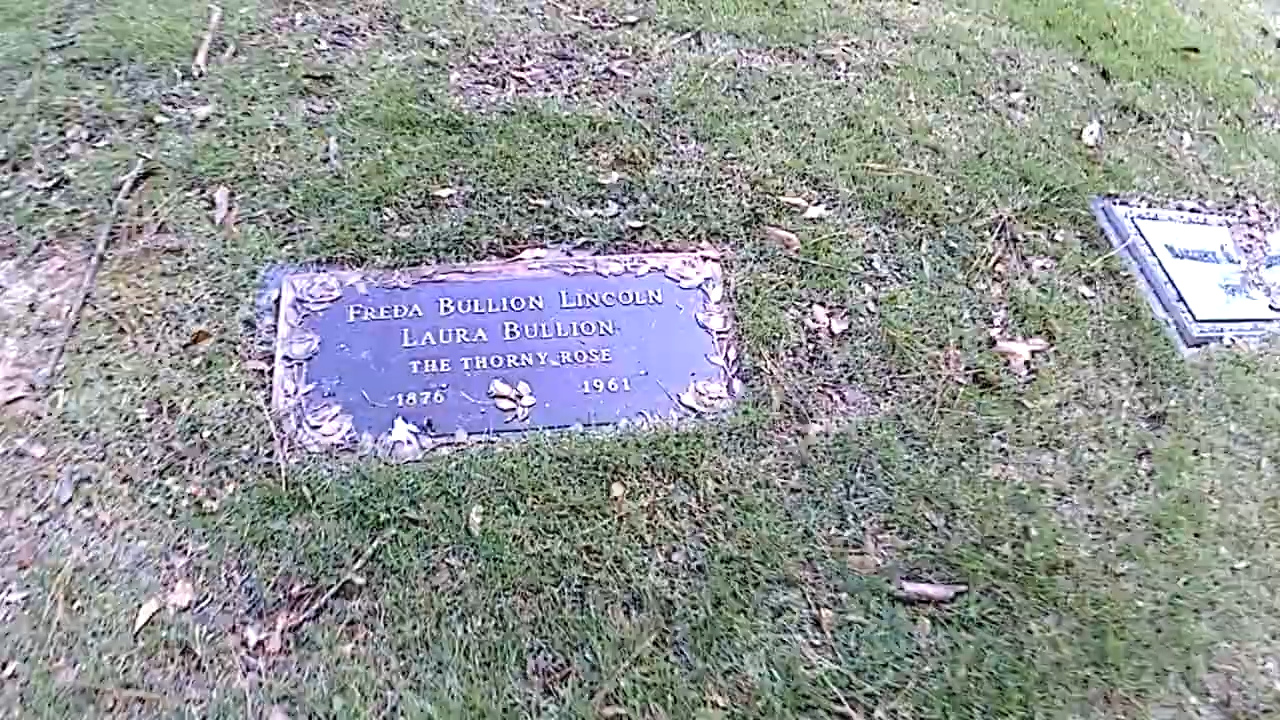 FREDA BULLION LINCOLN
LAURA BULLION
THE THORNY ROSE
1876 1961